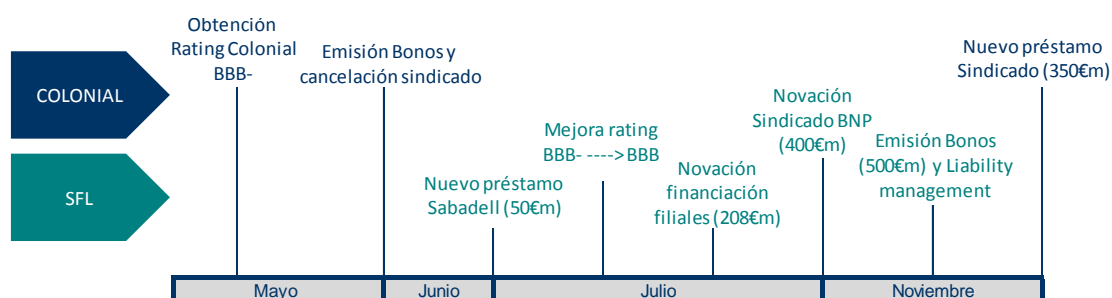 COLONIAL
SFL
Obtención
Rating Colonial
BBB-
Emisión Bonos y
cancelación sindicado
Nuevo préstamo
Sabadell (50€m)
Mejora rating
BBB- ----> BBB
Novación
financiación
filiales (208€m)
Novación
Sindicado BNP
(400€m)
Emisión Bonos
(500€m) y Liability
management
Nuevo préstamo
Sindicado (350€m)
Mayo
Junio
Julio
Noviembre